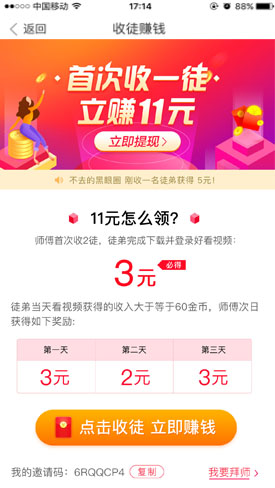 中国移动
17:14
88%
返回
收徒赚钱
首次收一徒
立赚11元
立即提现>
不去的黑眼圈 刚收一名徒弟获得 5元!
11元怎么领?
师傅首次收2徒,徒弟完成下载并登录好看视频:
3元
必得
徒弟当天看视频获得的收入大于等于60金币,师傅次日
获得如下奖励:
第一天 第二天 第三天
3元 2元 3元
点击收徒 立即赚钱
我的邀请码:6RQQCP4 复制 我要拜师>